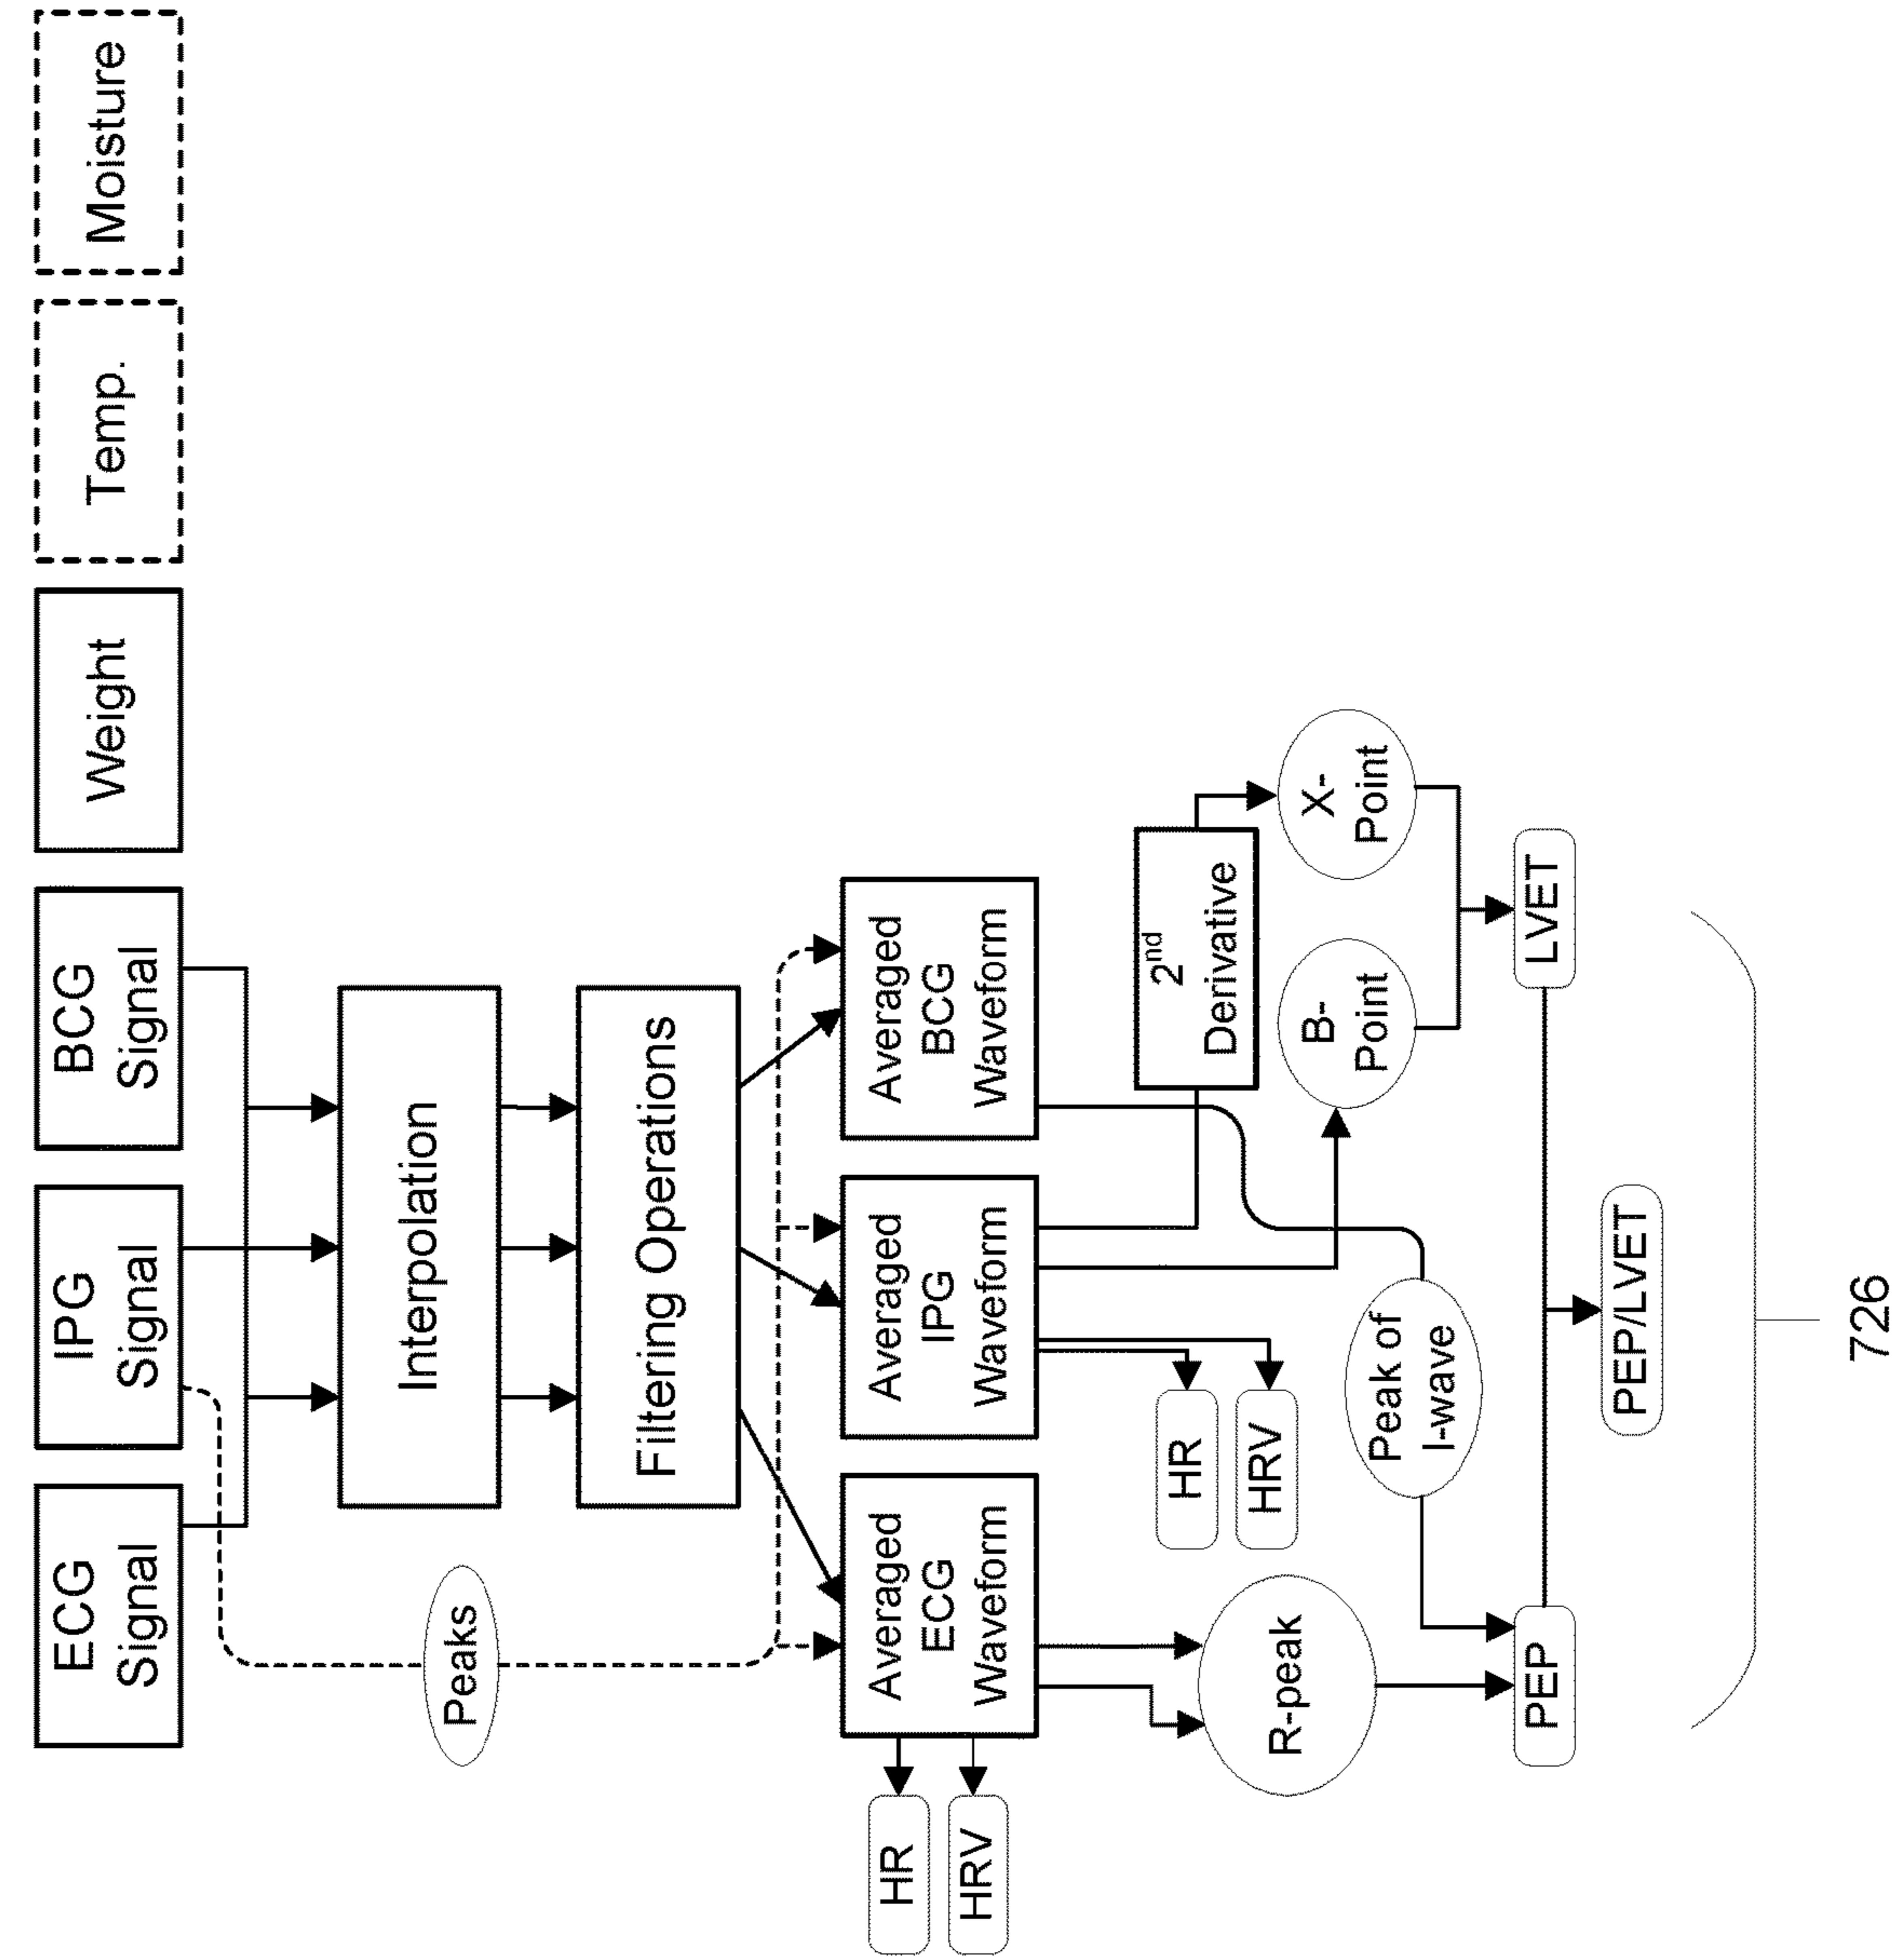 ECG
Signal
IPG
Signal
BCG
Signal
Weight
Temp.
Moisture
Interpolation
Peaks
Filtering Operations
Averaged
ECG
Waveform
Averaged
IPG
Waveform
Averaged
BCG
Waveform
HR
HRV
HR
HRV
2nd
Derivative
R-peak
Peak of
I-wave
B-
Point
X-
Point
PEP
LVET
PEP/LVET
726